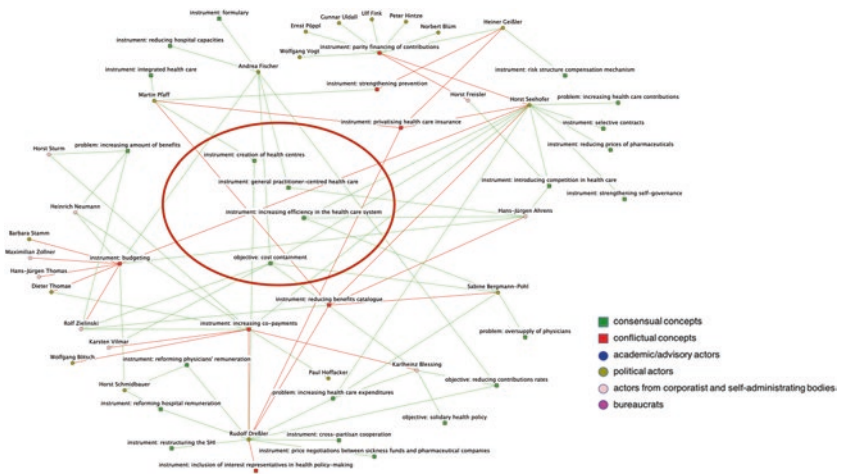 instrument: formulary
Ulf Fink
Gunnar Uldall
Peter Hintze
Ernst Pöppl
Norbert Blüm
Heiner Geißler
instrument: reducing hospital capacities
instrument: parity financing of contributions
Wolfgang Vogt
Andrea Fischer
instrument: integrated health care
instrument: risk structure compensation mechanism
instrument: strengthening prevention
Martin Pfaff
Horst Freisler
Horst Seehofer
problem: increasing health care contributions
instrument: privatising health care insurance
instrument: selective contracts
problem: increasing amount of benefits
Horst Sturm
instrument: reducing prices of pharmaceuticals
instrument: creation of health centres
instrument: general practitioner-centred health care
instrument: introducing competition in health care
instrument: strengthening self-governance
Heinrich Neumann
instrument: increasing efficiency in the health care system
Hans-Jürgen Ahrens
Barbara Stamm
Maximilian Zollner
instrument: budgeting
objective: cost containment
Hans-Jürgen Thomas
Dieter Thomae
Sabine Bergmann-Pohl
instrument: reducing benefits catalogue
Rolf Zielinski
instrument: increasing co-payments
problem: oversupply of physicians
Karsten Vilmar
Wolfgang Bötsch
instrument: reforming physicians' remuneration
Paul Hoffacker
Karlheinz Blessing
objective: reducing contributions rates
Horst Schmidbauer
problem: increasing health care expenditures
instrument: reforming hospital remuneration
objective: solidary health policy
Rudolf Dreßler
instrument: cross-partisan cooperation
instrument: restructuring the SHI
instrument: price negotiations between sickness funds and pharmaceutical companies
instrument: inclusion of interest representatives in health policy-making
consensual concepts
conflictual concepts
academic/advisory actors
political actors
actors from corporatist and self-administrating bodies
bureaucrats